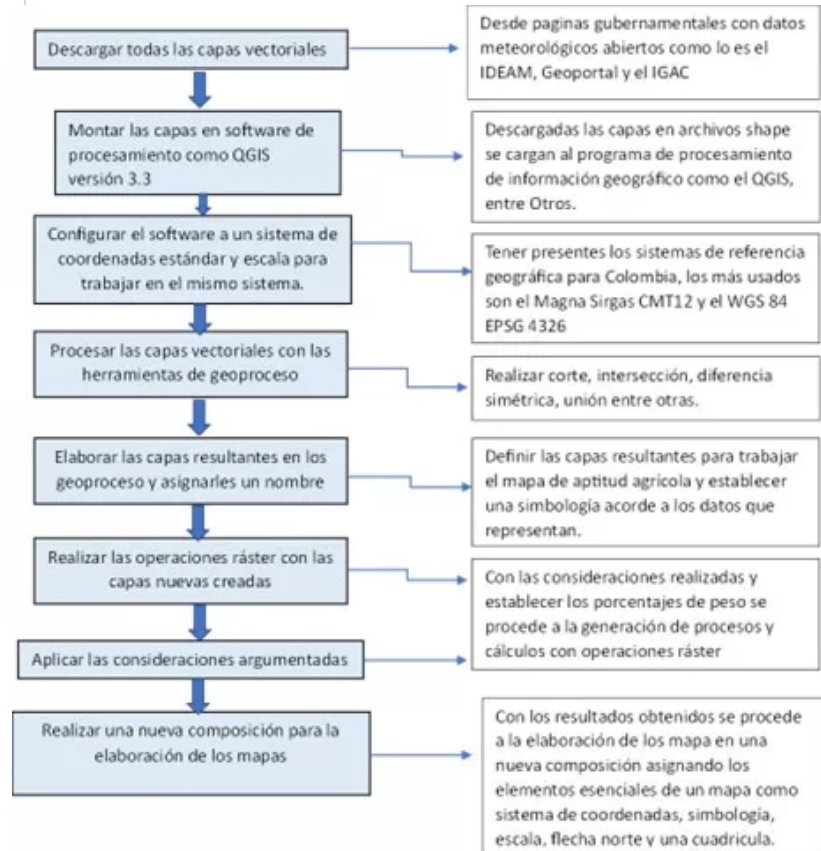 Descargar todas las capas vectoriales
Desde paginas gubernamentales con datos
meteorológicos abiertos como lo es el
IDEAM, Geoportal y el IGAC
Montar las capas en software de
procesamiento como QGIS
versión 3.3
Descargadas las capas en archivos shape
se cargan al programa de procesamiento
de información geográfico como el QGIS,
entre Otros.
Configurar el software a un sistema de
coordenadas estándar y escala para
trabajar en el mismo sistema.
Tener presentes los sistemas de referencia
geográfica para Colombia, los más usados
son el Magna Sirgas CMT12 y el WGS 84
EPSG 4326
Procesar las capas vectoriales con las
herramientas de geoproceso
Realizar corte, intersección, diferencia
simétrica, unión entre otras.
Elaborar las capas resultantes en los
geoproceso y asignarles un nombre
Definir las capas resultantes para trabajar
el mapa de aptitud agrícola y establecer
una simbología acorde a los datos que
representan.
Realizar las operaciones ráster con las
capas nuevas creadas
Con las consideraciones realizadas y
establecer los porcentajes de peso se
procede a la generación de procesos y
cálculos con operaciones ráster
Aplicar las consideraciones argumentadas
Realizar una nueva composición para la
elaboración de los mapas
Con los resultados obtenidos se procede
a la elaboración de los mapa en una
nueva composición asignando los
elementos esenciales de un mapa como
sistema de coordenadas, simbología,
escala, flecha norte y una cuadricula.